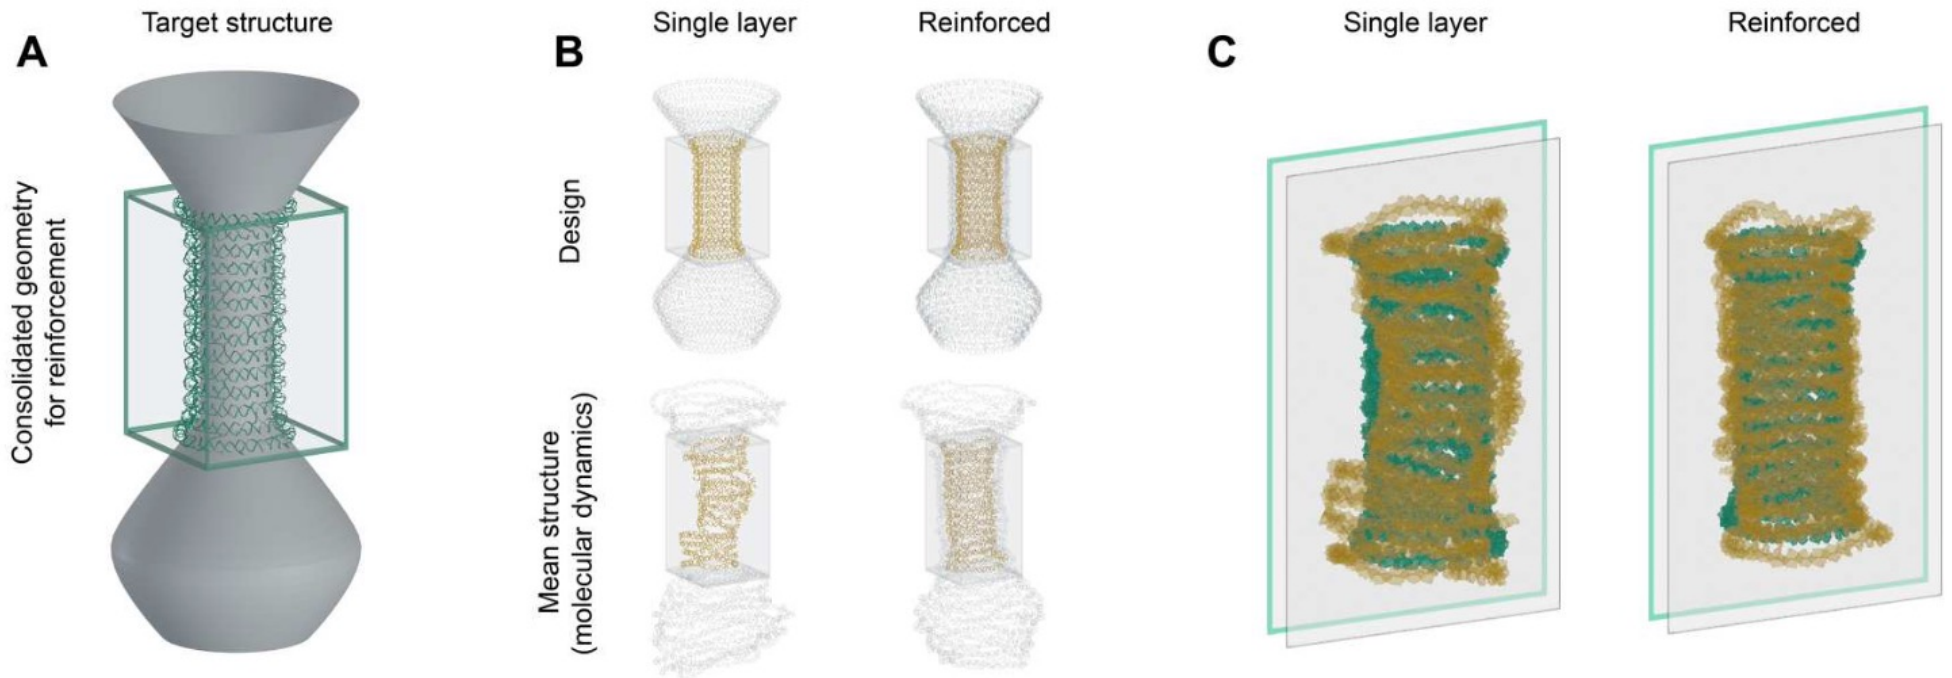 A
Target structure
Consolidated geometry
for reinforcement
B
Single layer
Reinforced
Design
Mean structure
(molecular dynamics)
C
Single layer
Reinforced